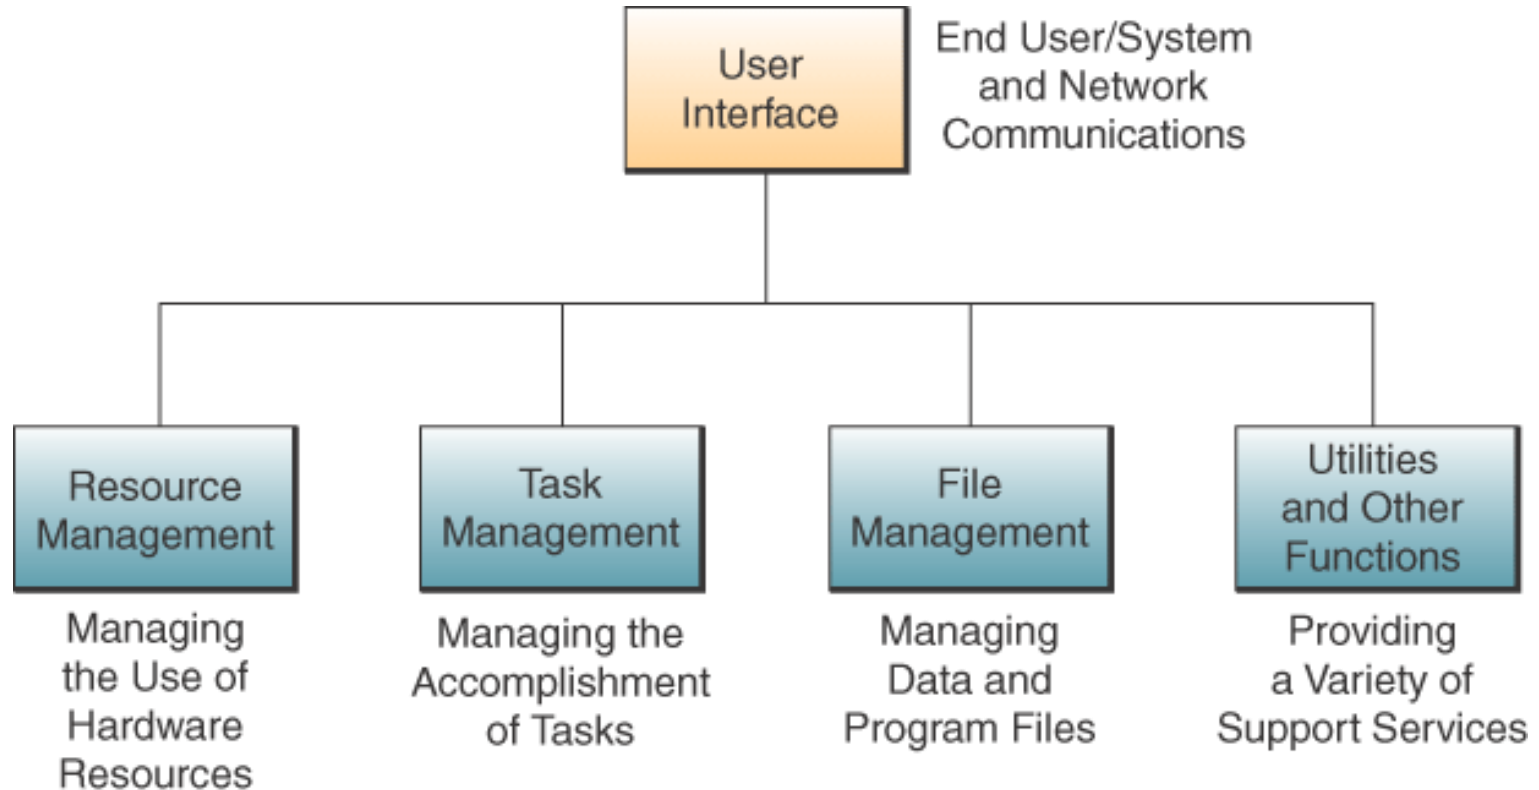 User
Interface
End User/System
and Network
Communications
Resource
Management
Managing
the Use of
Hardware
Resources
Task
Management
Managing the
Accomplishment
of Tasks
File
Management
Managing
Data and
Program Files
Utilities
and Other
Functions
Providing
a Variety of
Support Services